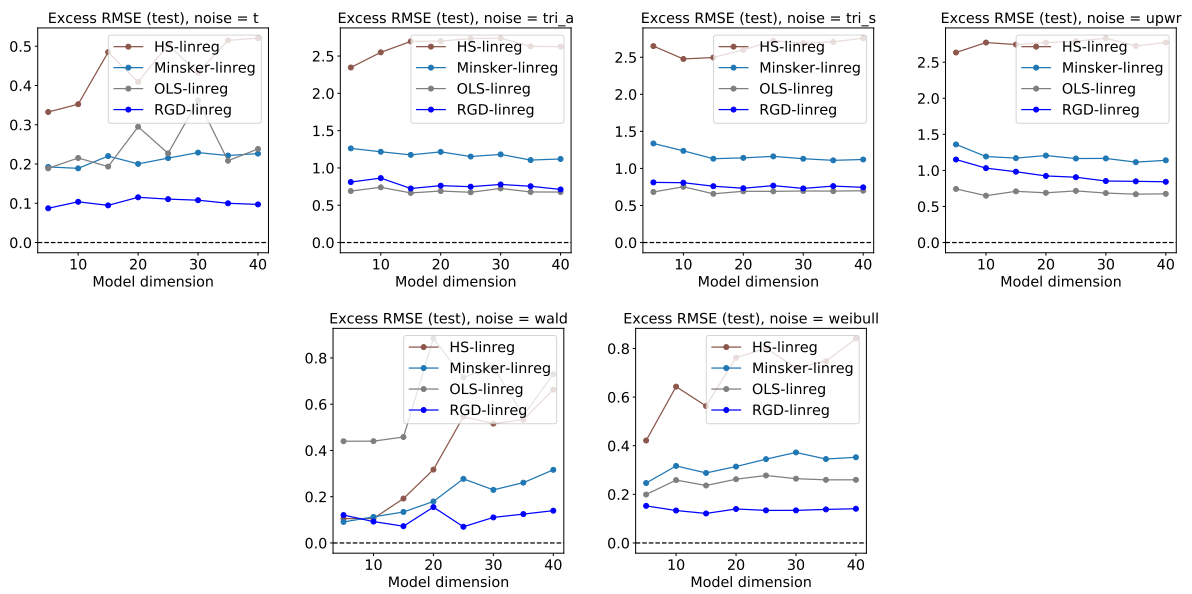 Excess RMSE (test), noise = t
0.5
0.4
0.3
0.2
0.1
0.0
HS-linreg
Minsker-linreg
OLS-linreg
RGD-linreg
10 20 30 40
Model dimension
Excess RMSE (test), noise = tri_a
2.5
2.0
1.5
1.0
0.5
0.0
HS-linreg
Minsker-linreg
OLS-linreg
RGD-linreg
10 20 30 40
Model dimension
Excess RMSE (test), noise = tri_s
2.5
2.0
1.5
1.0
0.5
0.0
HS-linreg
Minsker-linreg
OLS-linreg
RGD-linreg
10 20 30 40
Model dimension
Excess RMSE (test), noise = upwr
2.5
2.0
1.5
1.0
0.5
0.0
HS-linreg
Minsker-linreg
OLS-linreg
RGD-linreg
10 20 30 40
Model dimension
Excess RMSE (test), noise = wald
0.8
0.6
0.4
0.2
0.0
HS-linreg
Minsker-linreg
OLS-linreg
RGD-linreg
10 20 30 40
Model dimension
Excess RMSE (test), noise = weibull
0.8
0.6
0.4
0.2
0.0
HS-linreg
Minsker-linreg
OLS-linreg
RGD-linreg
10 20 30 40
Model dimension